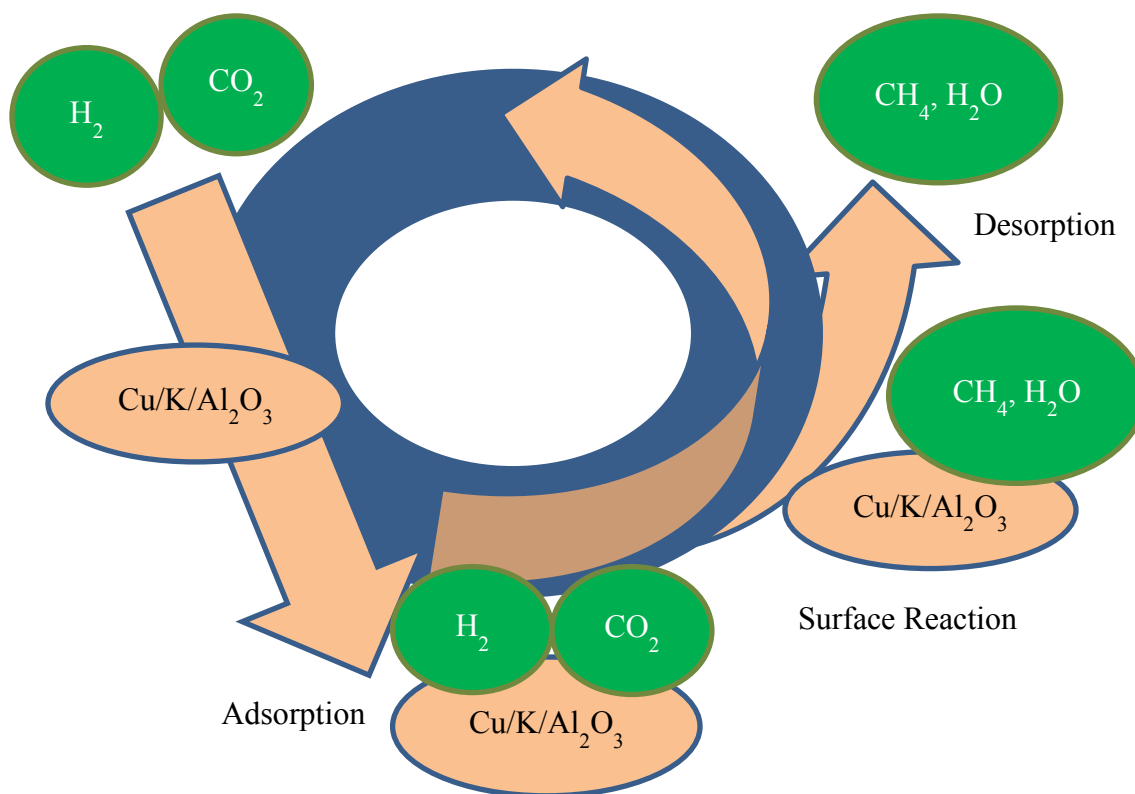 H₂
CO₂
CH₄, H₂O
Desorption
Cu/K/Al₂O₃
CH₄, H₂O
Cu/K/Al₂O₃
Surface Reaction
H₂
CO₂
Adsorption
Cu/K/Al₂O₃